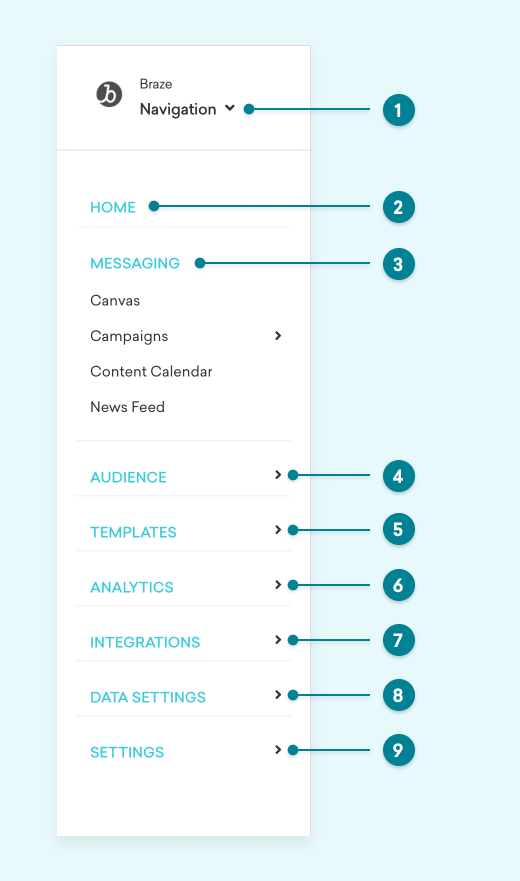 Braze
Navigation
1
HOME
2
MESSAGING
3
Canvas
Campaigns
Content Calendar
News Feed
AUDIENCE
4
TEMPLATES
5
ANALYTICS
6
INTEGRATIONS
7
DATA SETTINGS
8
SETTINGS
9